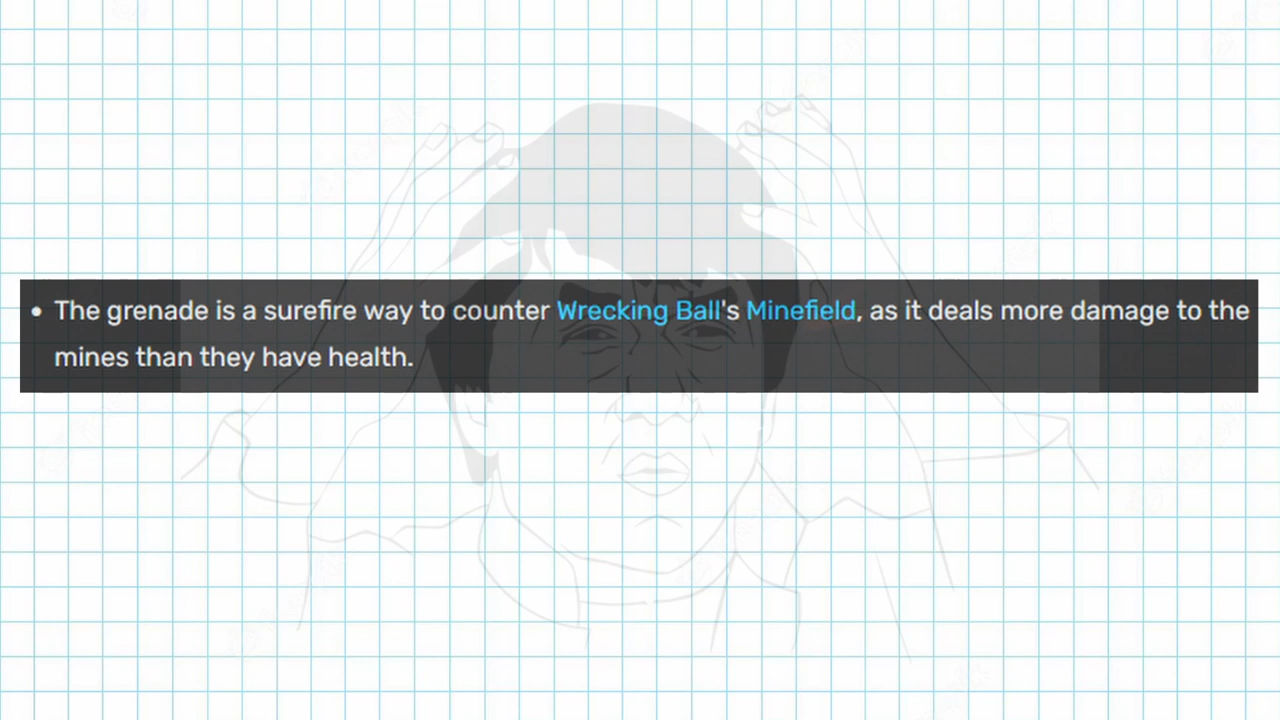 • The grenade is a surefire way to counter Wrecking Ball's Minefield, as it deals more damage to the
mines than they have health.